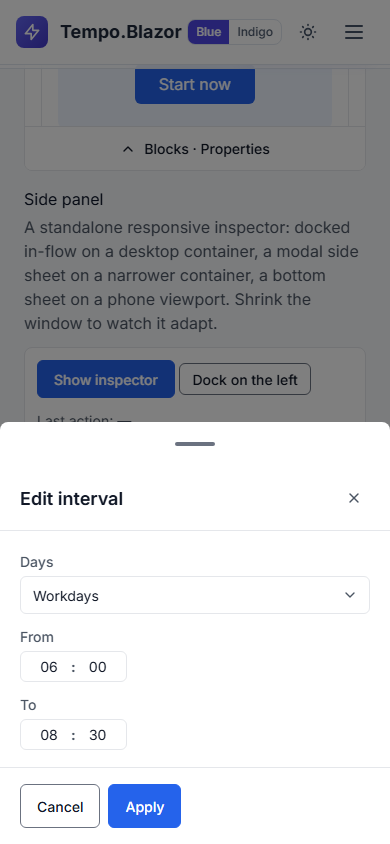 Tempo.Blazor Blue Indigo
Start now
Blocks · Properties
Side panel
A standalone responsive inspector: docked
in-flow on a desktop container, a modal side
sheet on a narrower container, a bottom
sheet on a phone viewport. Shrink the
window to watch it adapt.
Show inspector Dock on the left
Last action: —
Edit interval
Days
Workdays
From
06 : 00
To
08 : 30
Cancel Apply